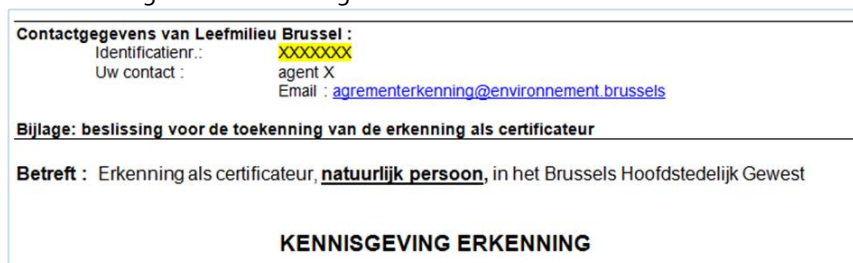 Contactgegevens van Leefmilieu Brussel :
Identificatienr.: XXXXXXX
Uw contact : agent X
Email : agrementerkenning@environnement.brussels
Bijlage: beslissing voor de toekenning van de erkenning als certificateur
Betreft : Erkenning als certificateur, natuurlijk persoon, in het Brussels Hoofdstedelijk Gewest
KENNISGEVING ERKENNING